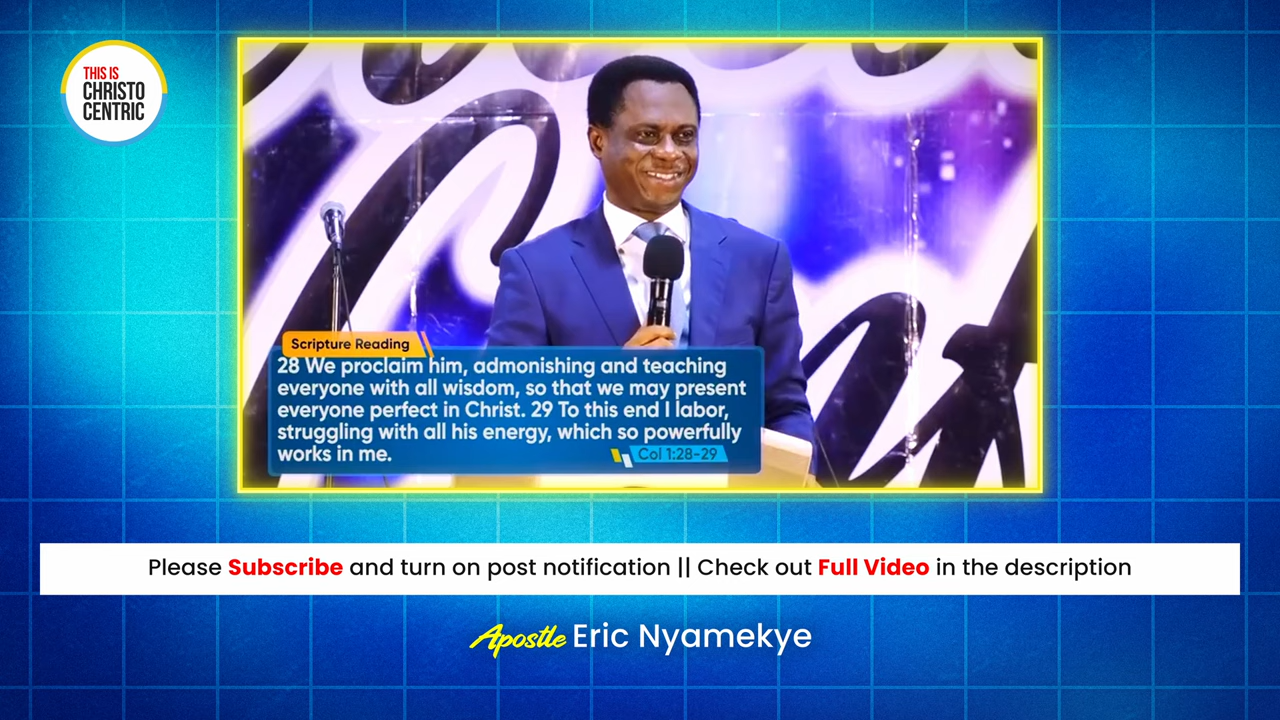 THIS IS
CHRISTO
CENTRIC
Scripture Reading
28 We proclaim him, admonishing and teaching
everyone with all wisdom, so that we may present
everyone perfect in Christ. 29 To this end I labor,
struggling with all his energy, which so powerfully
works in me.
Col 1:28-29
Please Subscribe and turn on post notification || Check out Full Video in the description
Apostle Eric Nyamekye